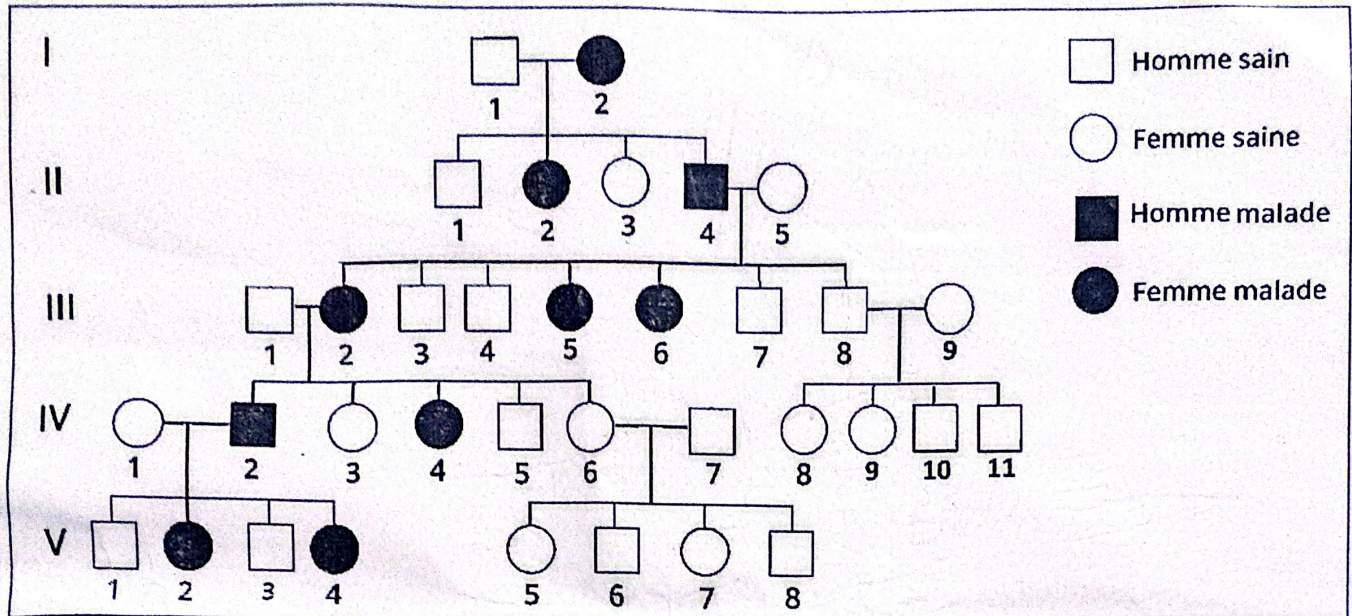 I
1 2
Homme sain
Femme saine
II
1 2 3 4 5
Homme malade
Femme malade
III
1 2 3 4 5 6 7 8 9
IV
1 2 3 4 5 6 7 8 9 10 11
V
1 2 3 4 5 6 7 8